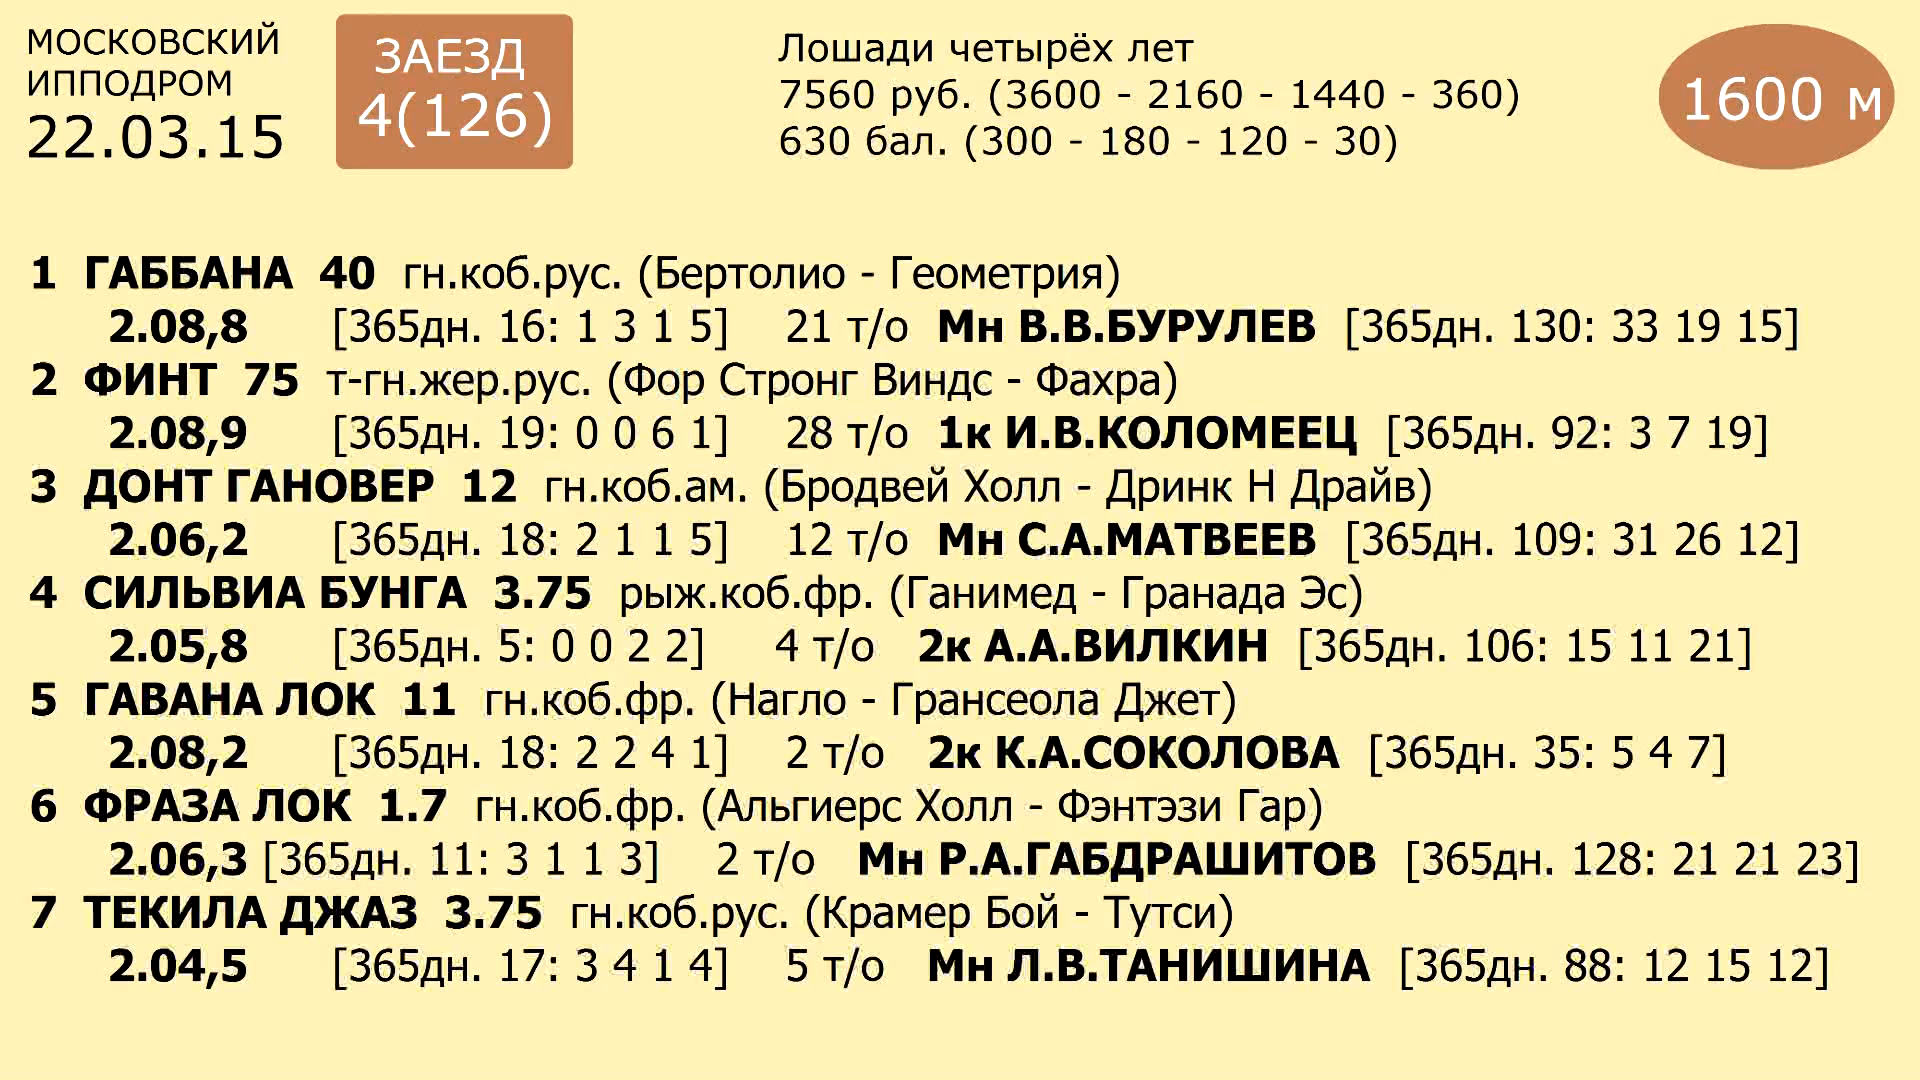 МОСКОВСКИЙ
ИППОДРОМ
22.03.15
ЗАЕЗД
4(126)
Лошади четырёх лет
7560 руб. (3600 - 2160 - 1440 - 360)
630 бал. (300 - 180 - 120 - 30)
1600 м
1 ГАББАНА 40 гн.коб.рус. (Бертолио - Геометрия)
2.08,8 [365дн. 16: 1 3 1 5] 21 т/о Мн В.В.БУРУЛЕВ [365дн. 130: 33 19 15]
2 ФИНТ 75 т-гн.жер.рус. (Фор Стронг Виндс - Фахра)
2.08,9 [365дн. 19: 0 0 6 1] 28 т/о 1к И.В.КОЛОМЕЕЦ [365дн. 92: 3 7 19]
3 ДОНТ ГАНОВЕР 12 гн.коб.ам. (Бродвей Холл - Дринк Н Драйв)
2.06,2 [365дн. 18: 2 1 1 5] 12 т/о Мн С.А.МАТВЕЕВ [365дн. 109: 31 26 12]
4 СИЛЬВИА БУНГА 3.75 рыж.коб.фр. (Ганимед - Гранада Эс)
2.05,8 [365дн. 5: 0 0 2 2] 4 т/о 2к А.А.ВИЛКИН [365дн. 106: 15 11 21]
5 ГАВАНА ЛОК 11 гн.коб.фр. (Нагло - Грансеола Джет)
2.08,2 [365дн. 18: 2 2 4 1] 2 т/о 2к К.А.СОКОЛОВА [365дн. 35: 5 4 7]
6 ФРАЗА ЛОК 1.7 гн.коб.фр. (Альгиерс Холл - Фэнтэзи Гар)
2.06,3 [365дн. 11: 3 1 1 3] 2 т/о Мн Р.А.ГАБДРАШИТОВ [365дн. 128: 21 21 23]
7 ТЕКИЛА ДЖАЗ 3.75 гн.коб.рус. (Крамер Бой - Тутси)
2.04,5 [365дн. 17: 3 4 1 4] 5 т/о Мн Л.В.ТАНИШИНА [365дн. 88: 12 15 12]